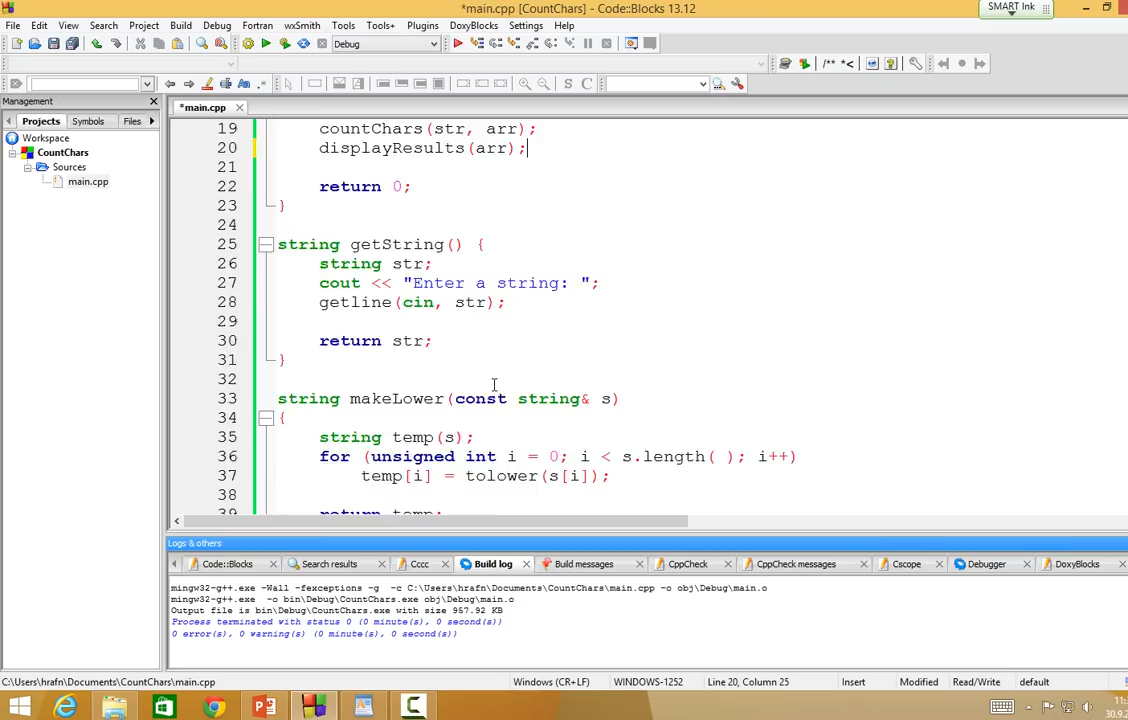 *main.cpp [CountChars] - Code::Blocks 13.12
SMART Ink
File Edit View Search Project Build Debug Fortran wxSmith Tools Tools+ Plugins DoxyBlocks Settings Help
Debug
/** *<
S C
Management
*main.cpp
Projects Symbols Files
Workspace
CountChars
Sources
main.cpp
19 countChars(str, arr);
20 displayResults(arr);
21
22 return 0;
23 }
24
25 string getString() {
26 string str;
27 cout << "Enter a string: ";
28 getline(cin, str);
29
30 return str;
31 }
32
33 string makeLower(const string& s)
34 {
35 string temp(s);
36 for (unsigned int i = 0; i < s.length( ); i++)
37 temp[i] = tolower(s[i]);
38
39 return temp;
Logs & others
Code::Blocks Search results Cccc Build log Build messages CppCheck CppCheck messages Cscope Debugger DoxyBlocks
mingw32-g++.exe -Wall -fexceptions -g -c C:\Users\hrafn\Documents\CountChars\main.cpp -o obj\Debug\main.o
mingw32-g++.exe -o bin\Debug\CountChars.exe obj\Debug\main.o
Output file is bin\Debug\CountChars.exe with size 957.92 KB
Process terminated with status 0 (0 minute(s), 0 second(s))
0 error(s), 0 warning(s) (0 minute(s), 0 second(s))
C:\Users\hrafn\Documents\CountChars\main.cpp Windows (CR+LF) WINDOWS-1252 Line 20, Column 25 Insert Modified Read/Write default